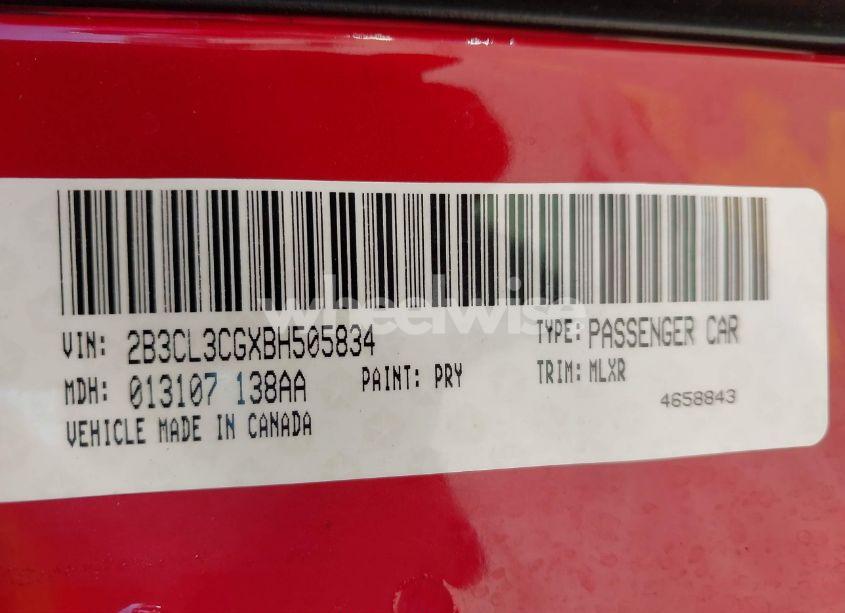 wheelwise
VIN: 2B3CL3CGXBH505834 TYPE: PASSENGER CAR
MDH: 013107 138AA PAINT: PRY TRIM: MLXR
4658843
VEHICLE MADE IN CANADA